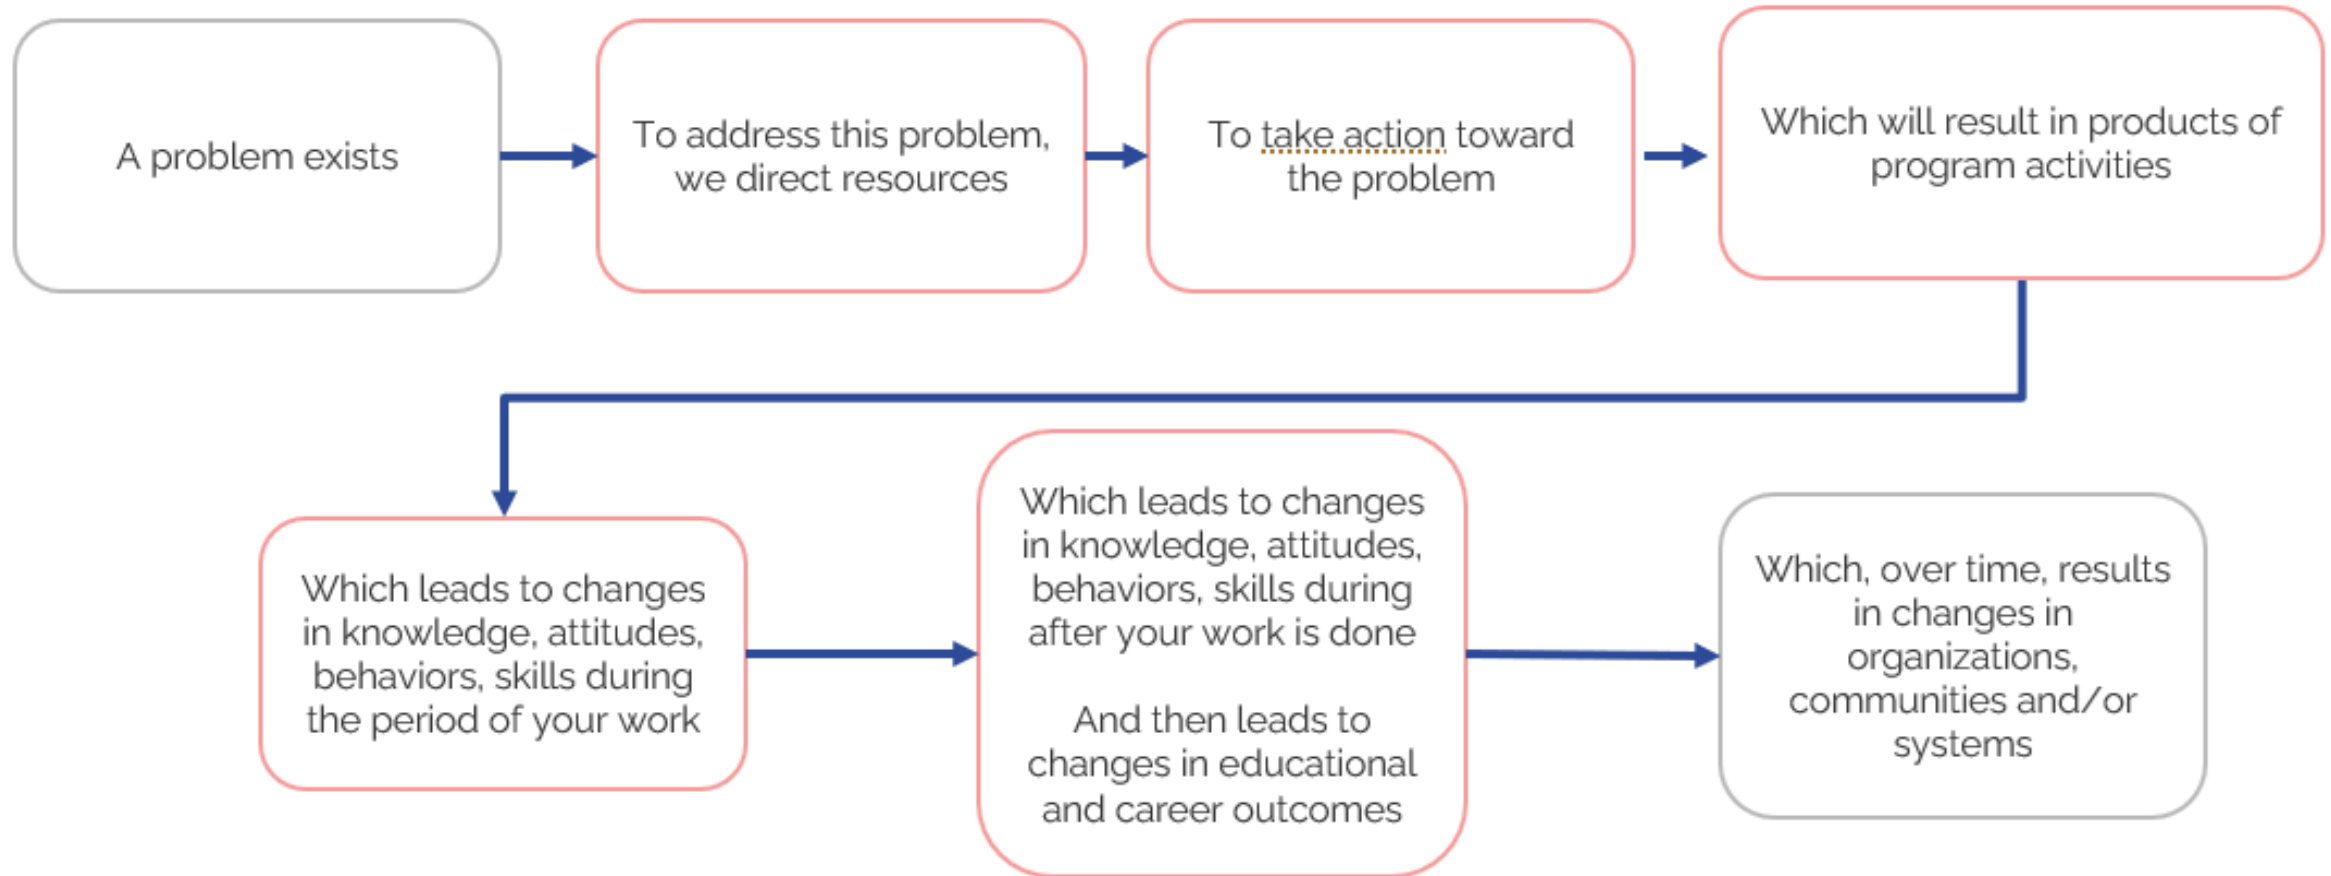 A problem exists
To address this problem,
we direct resources
To take action toward
the problem
Which will result in products of
program activities
Which leads to changes
in knowledge, attitudes,
behaviors, skills during
the period of your work
Which leads to changes
in knowledge, attitudes,
behaviors, skills during
after your work is done
And then leads to
changes in educational
and career outcomes
Which, over time, results
in changes in
organizations,
communities and/or
systems